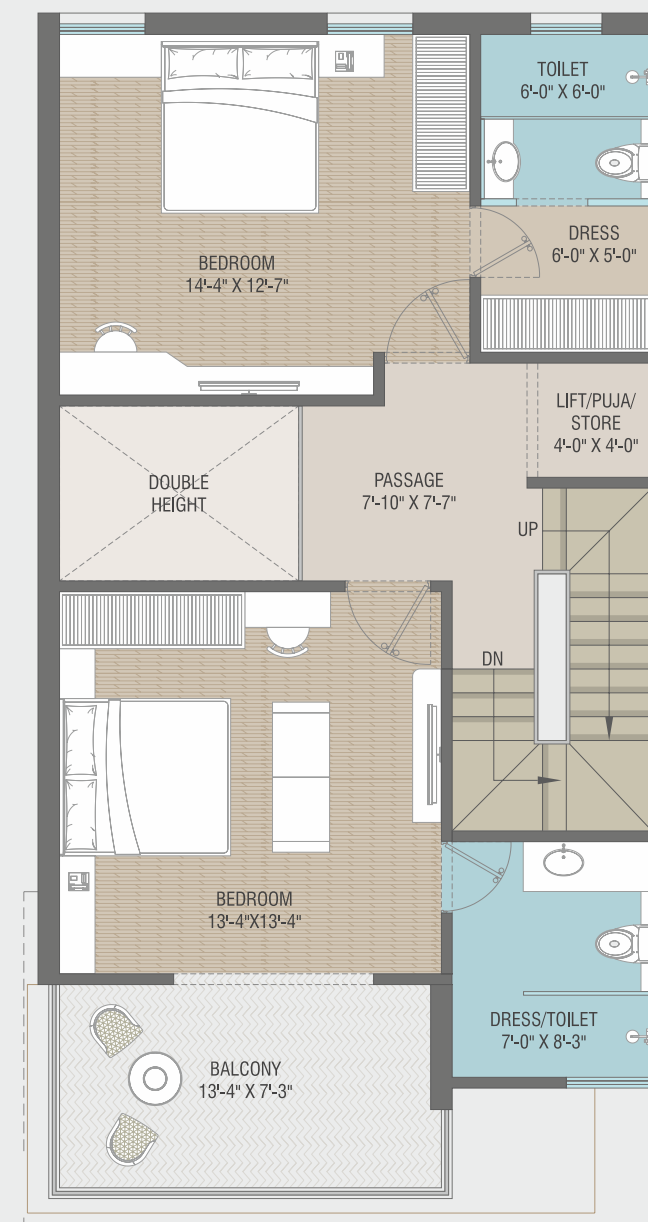 TOILET
6'-0" X 6'-0"
DRESS
6'-0" X 5'-0"
BEDROOM
14'-4" X 12'-7"
LIFT/PUJA/
STORE
4'-0" X 4'-0"
DOUBLE
HEIGHT
PASSAGE
7'-10" X 7'-7"
UP
DN
BEDROOM
13'-4"X13'-4"
DRESS/TOILET
7'-0" X 8'-3"
BALCONY
13'-4" X 7'-3"